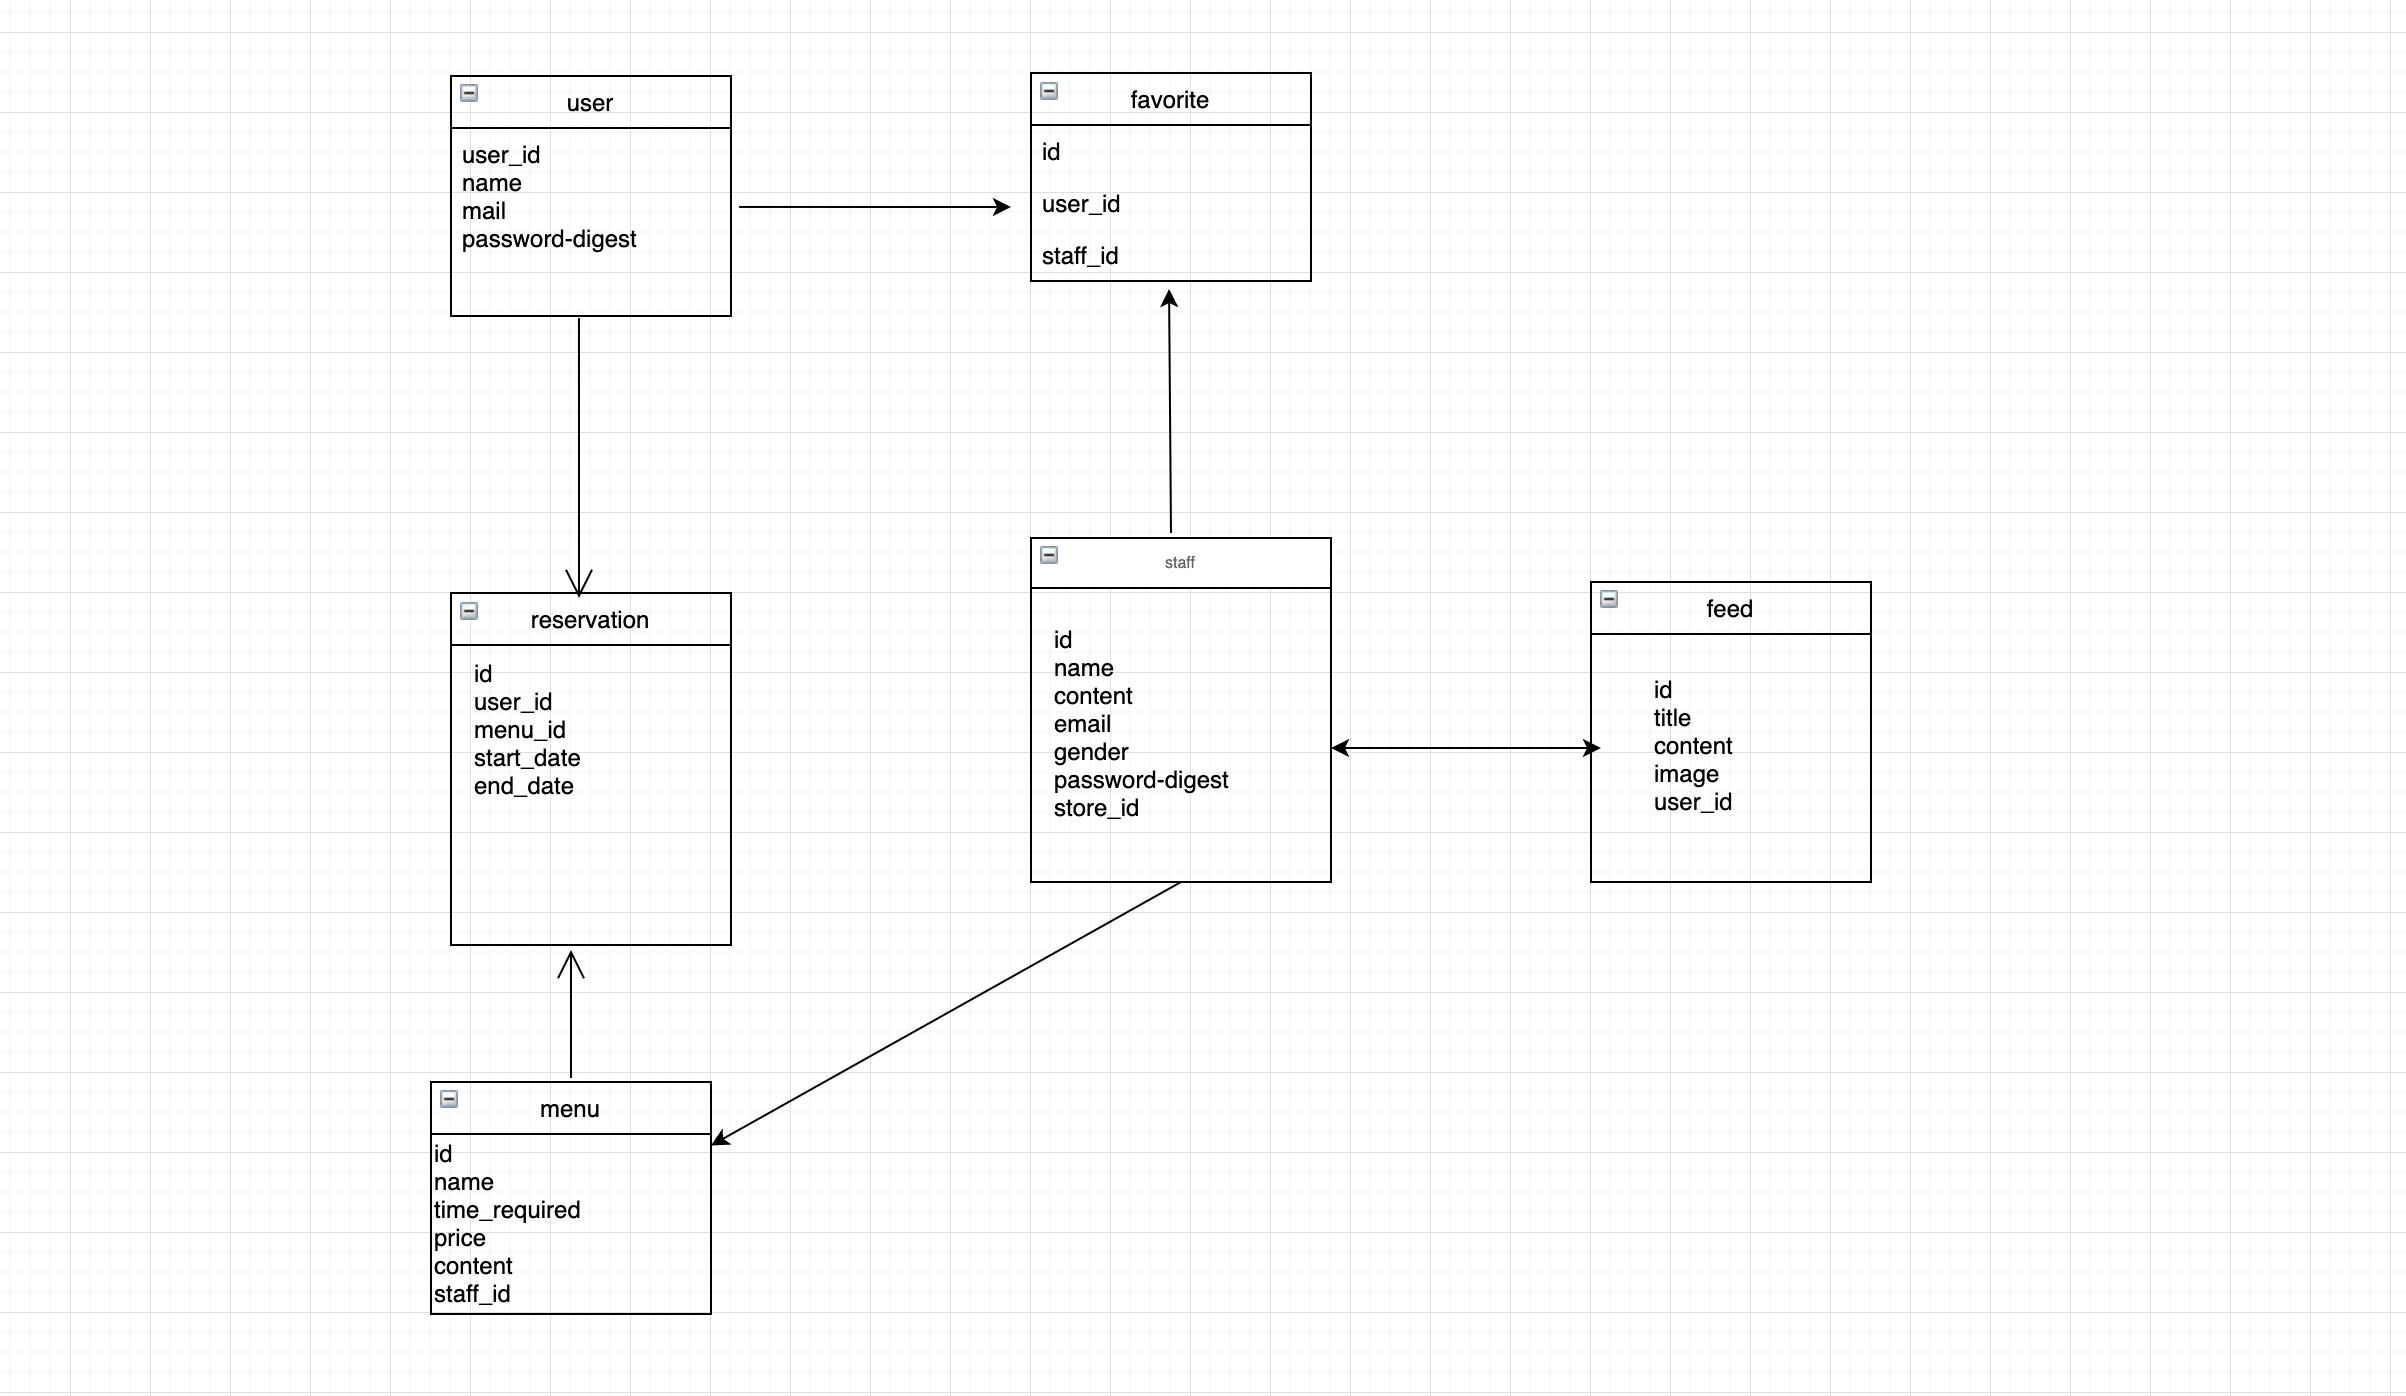 user
user_id
name
mail
password-digest
favorite
id
user_id
staff_id
reservation
id
user_id
menu_id
start_date
end_date
staff
id
name
content
email
gender
password-digest
store_id
feed
id
title
content
image
user_id
menu
id
name
time_required
price
content
staff_id